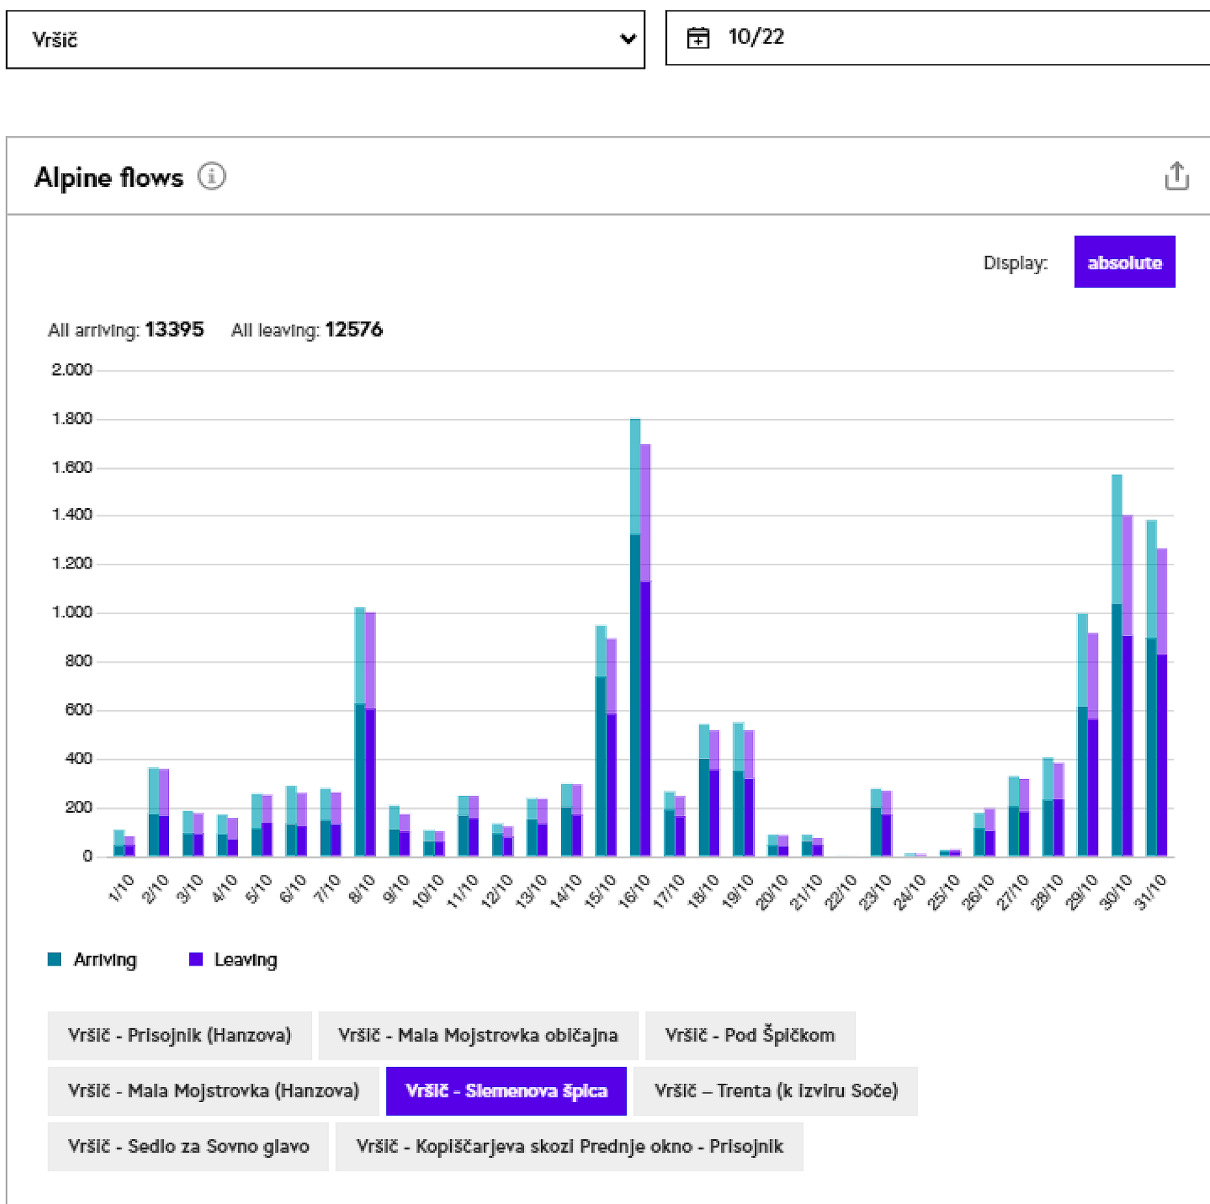 Vršič
10/22
Alpine flows
Display: absolute
All arriving: 13395 All leaving: 12576
2.000
1.800
1.600
1.400
1.200
1.000
800
600
400
200
0
1/10 2/10 3/10 4/10 5/10 6/10 7/10 8/10 9/10 10/10 11/10 12/10 13/10 14/10 15/10 16/10 17/10 18/10 19/10 20/10 21/10 22/10 23/10 24/10 25/10 26/10 27/10 28/10 29/10 30/10 31/10
Arriving Leaving
Vršič - Prisojnik (Hanzova) Vršič - Mala Mojstrovka običajna Vršič - Pod Špičkom
Vršič - Mala Mojstrovka (Hanzova) Vršič - Slemenova špica Vršič – Trenta (k izviru Soče)
Vršič - Sedlo za Sovno glavo Vršič - Kopiščarjeva skozi Prednje okno - Prisojnik